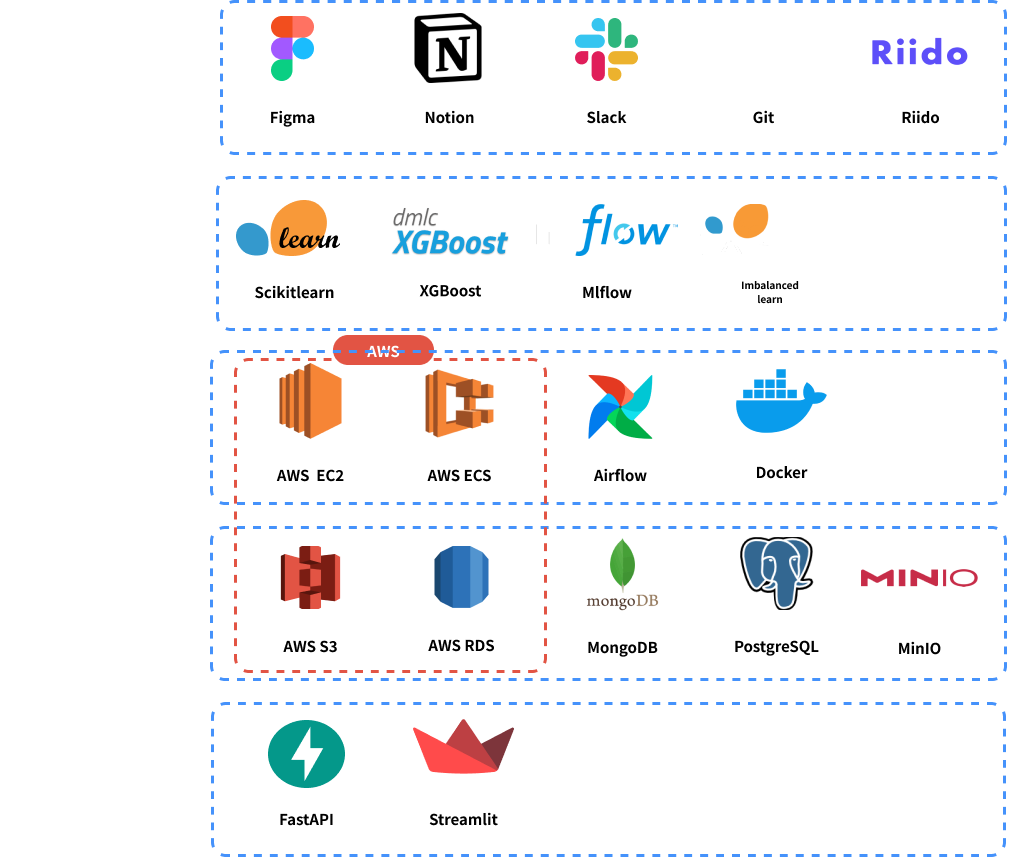 Riido
Figma
Notion
Slack
Git
Riido
learn
dmlc
XGBoost
flow™
Scikitlearn
XGBoost
Mlflow
Imbalanced
learn
AWS
AWS EC2
AWS ECS
Airflow
Docker
mongoDB
MINIO
AWS S3
AWS RDS
MongoDB
PostgreSQL
MinIO
FastAPI
Streamlit